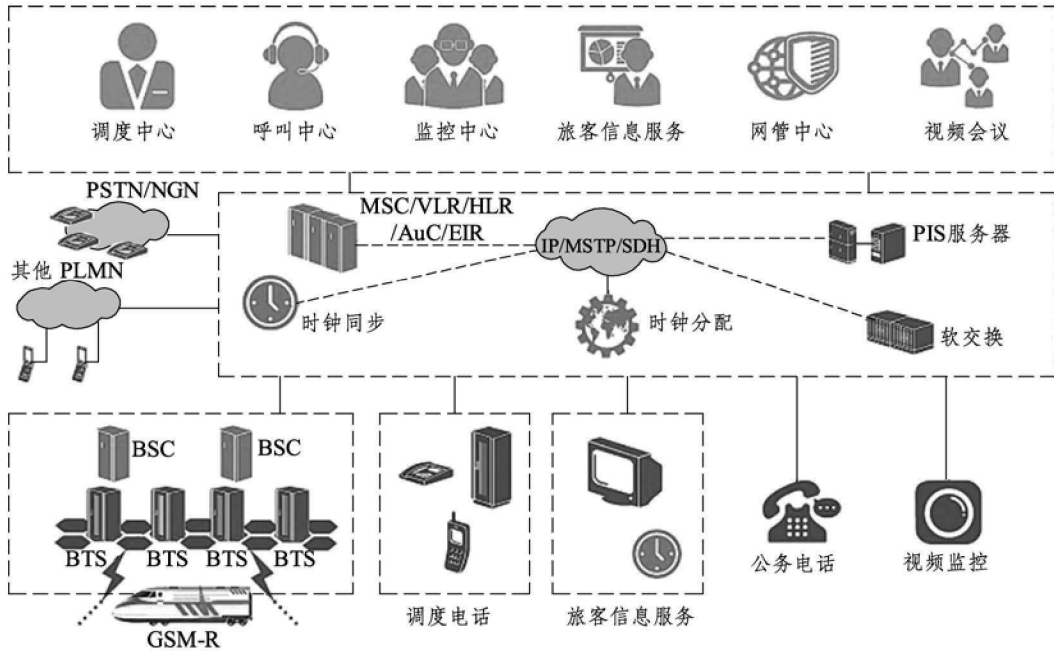 调度中心
呼叫中心
监控中心
旅客信息服务
网管中心
视频会议
PSTN/NGN
其他 PLMN
MSC/VLR/HLR
/AuC/EIR
IP/MSTP/SDH
PIS服务器
时钟同步
时钟分配
软交换
BSC
BSC
BTS
BTS
BTS
BTS
GSM-R
调度电话
旅客信息服务
公务电话
视频监控